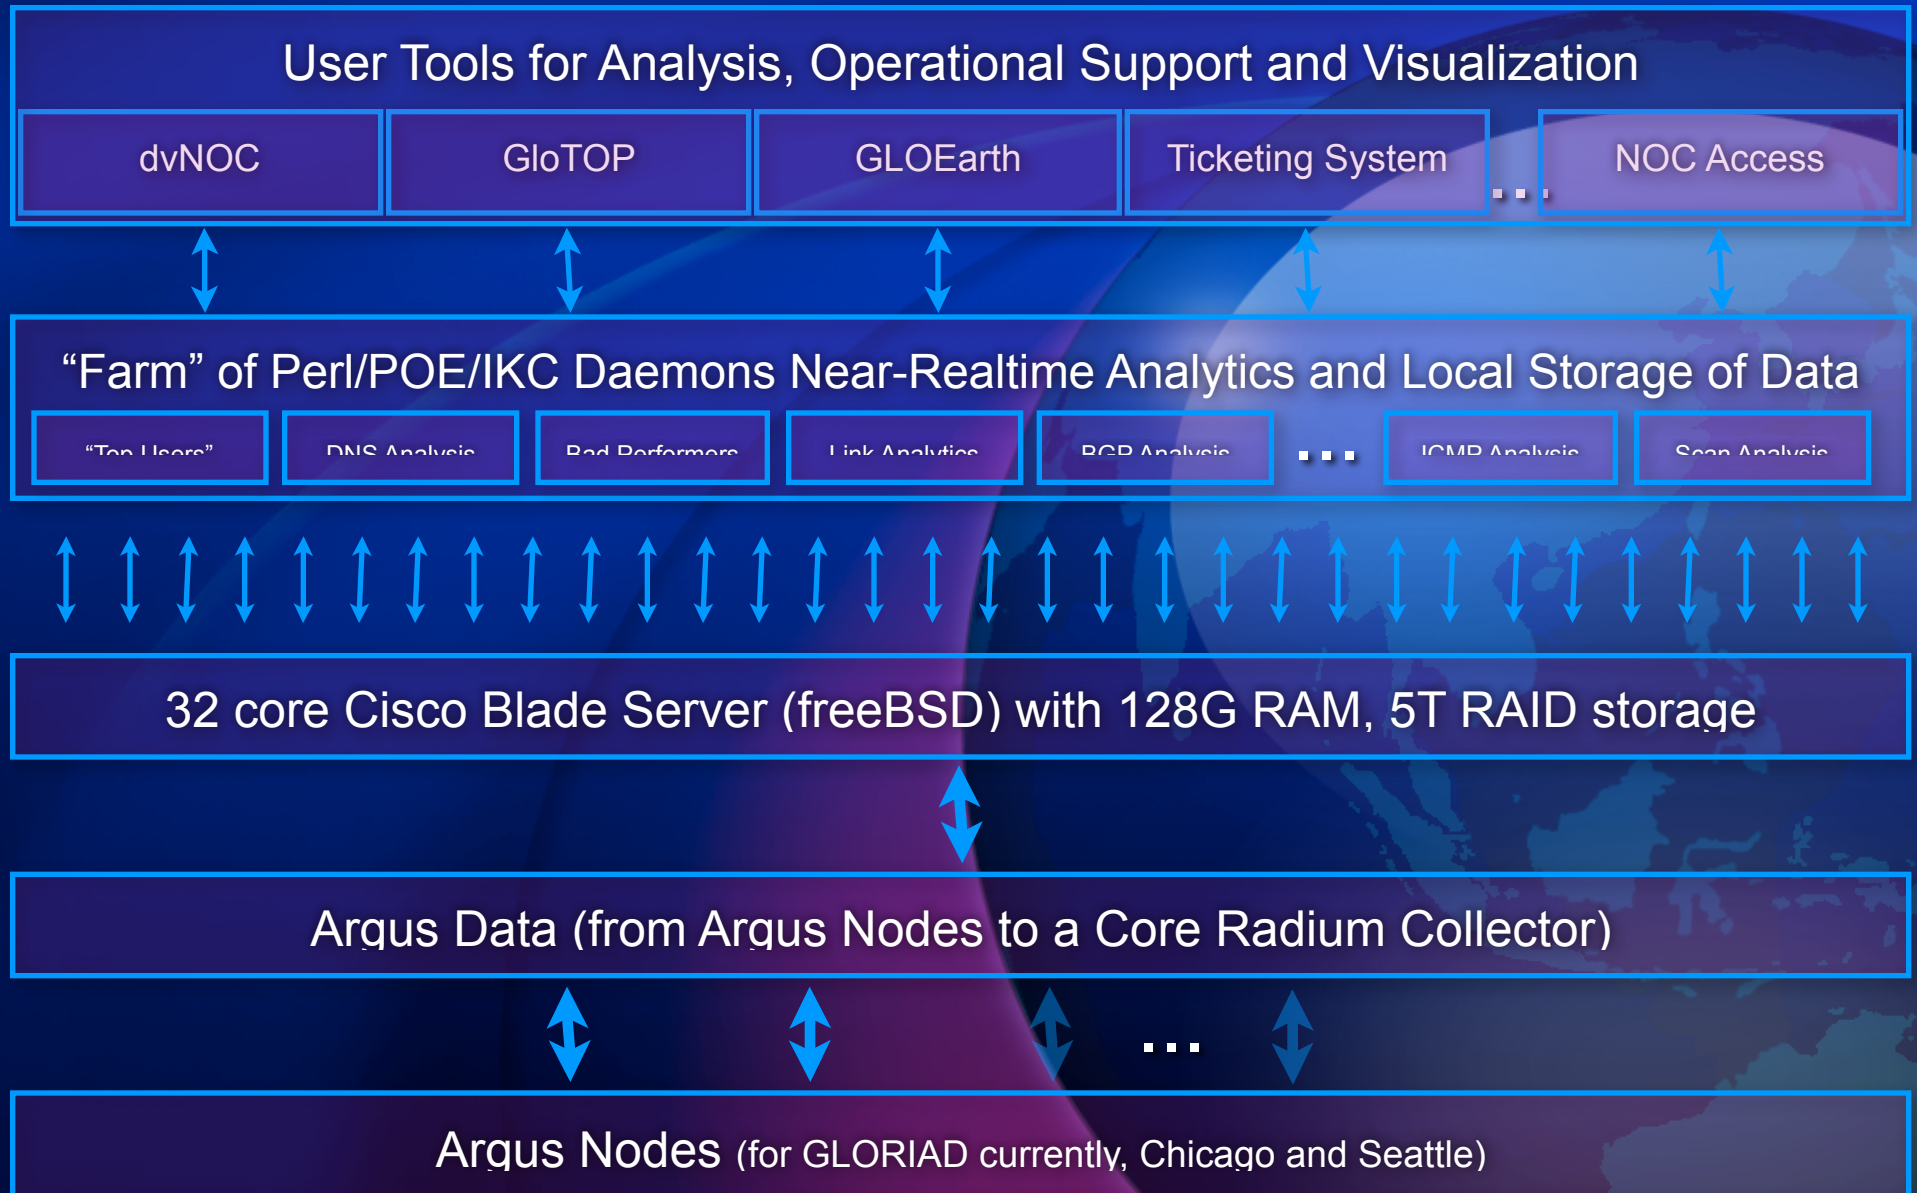 User Tools for Analysis, Operational Support and Visualization
dvNOC
GloTOP
GLOEarth
Ticketing System
...
NOC Access
“Farm” of Perl/POE/IKC Daemons Near-Realtime Analytics and Local Storage of Data
“Top Users”
DNS Analysis
Bad Performers
Link Analytics
BGP Analysis
...
ICMP Analysis
Scan Analysis
32 core Cisco Blade Server (freeBSD) with 128G RAM, 5T RAID storage
Argus Data (from Argus Nodes to a Core Radium Collector)
...
Argus Nodes (for GLORIAD currently, Chicago and Seattle)